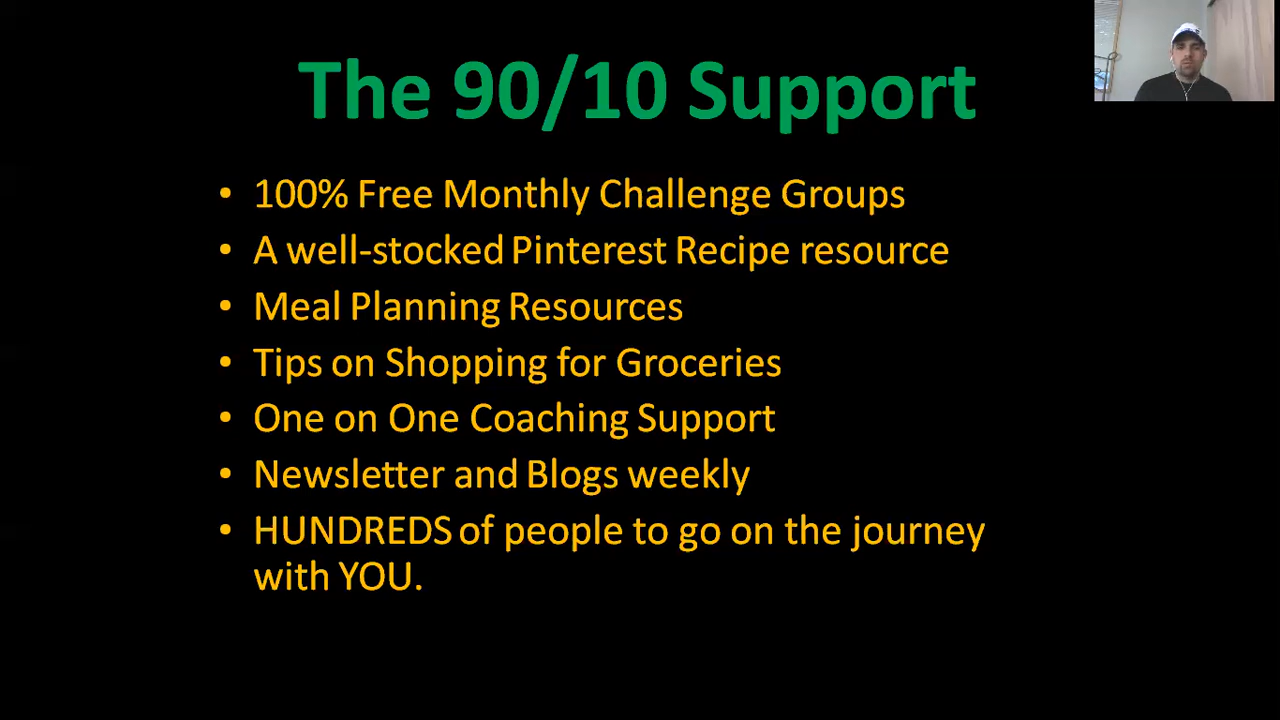 The 90/10 Support
• 100% Free Monthly Challenge Groups
• A well-stocked Pinterest Recipe resource
• Meal Planning Resources
• Tips on Shopping for Groceries
• One on One Coaching Support
• Newsletter and Blogs weekly
• HUNDREDS of people to go on the journey
with YOU.